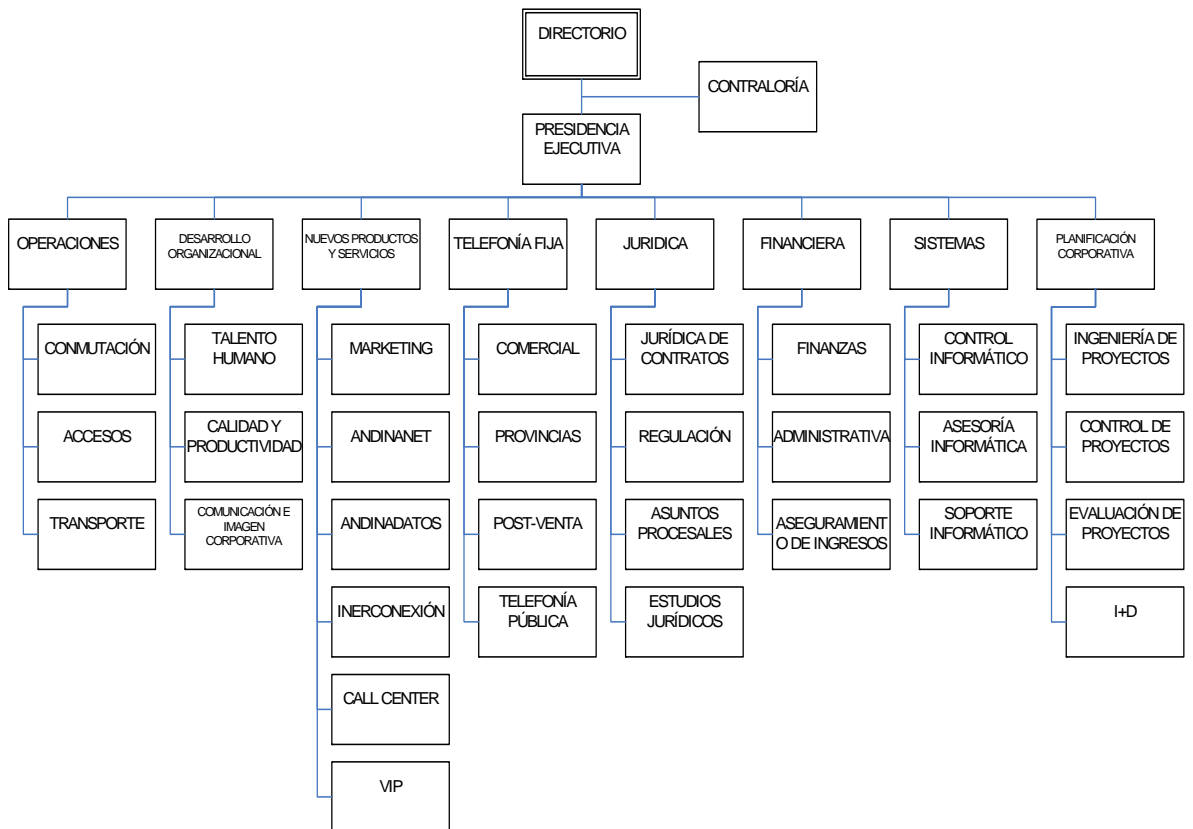 DIRECTORIO
CONTRALORÍA
PRESIDENCIA
EJECUTIVA
OPERACIONES
DESARROLLO
ORGANIZACIONAL
NUEVOS PRODUCTOS
Y SERVICIOS
TELEFONÍA FIJA
JURIDICA
FINANCIERA
SISTEMAS
PLANIFICACIÓN
CORPORATIVA
CONMUTACIÓN
ACCESOS
TRANSPORTE
TALENTO
HUMANO
CALIDAD Y
PRODUCTIVIDAD
COMUNICACIÓN E
IMAGEN
CORPORATIVA
MARKETING
ANDINANET
ANDINADATOS
INERCONEXIÓN
CALL CENTER
VIP
COMERCIAL
PROVINCIAS
POST-VENTA
TELEFONÍA
PÚBLICA
JURÍDICA DE
CONTRATOS
REGULACIÓN
ASUNTOS
PROCESALES
ESTUDIOS
JURÍDICOS
FINANZAS
ADMINISTRATIVA
ASEGURAMIENT
O DE INGRESOS
CONTROL
INFORMÁTICO
ASESORÍA
INFORMÁTICA
SOPORTE
INFORMÁTICO
INGENIERÍA DE
PROYECTOS
CONTROL DE
PROYECTOS
EVALUACIÓN DE
PROYECTOS
I+D